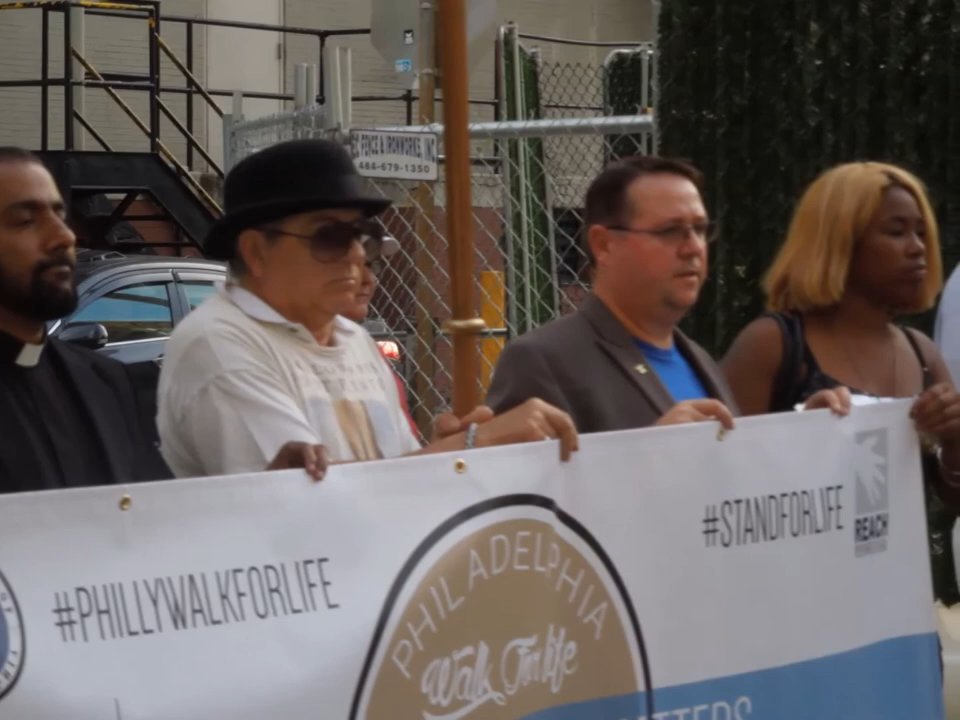 C FENCE & IRONWORKS, INC
484-679-1350
#PHILLYWALKFORLIFE
PHILADELPHIA
Walk For life
#STANDFORLIFE
REACH